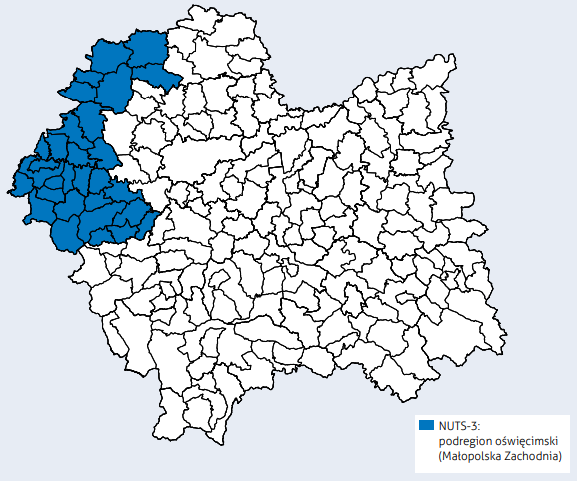 NUTS-3:
podregion oświęcimski
(Małopolska Zachodnia)